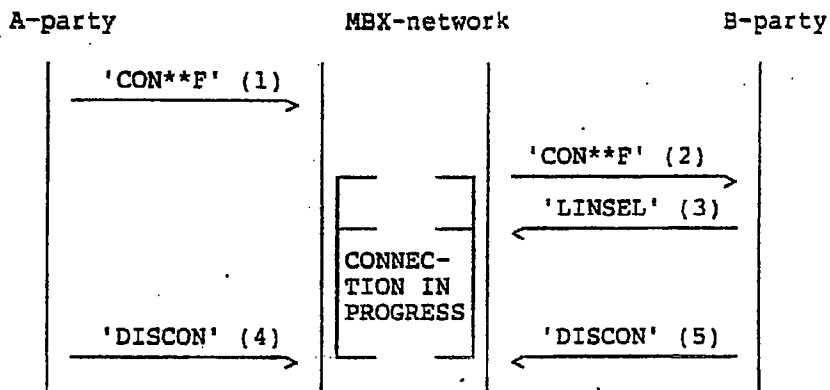 A-party MBX-network B-party
'CON**F' (1)
'CON**F' (2)
'LINSEL' (3)
CONNEC-
TION IN
PROGRESS
'DISCON' (4) 'DISCON' (5)